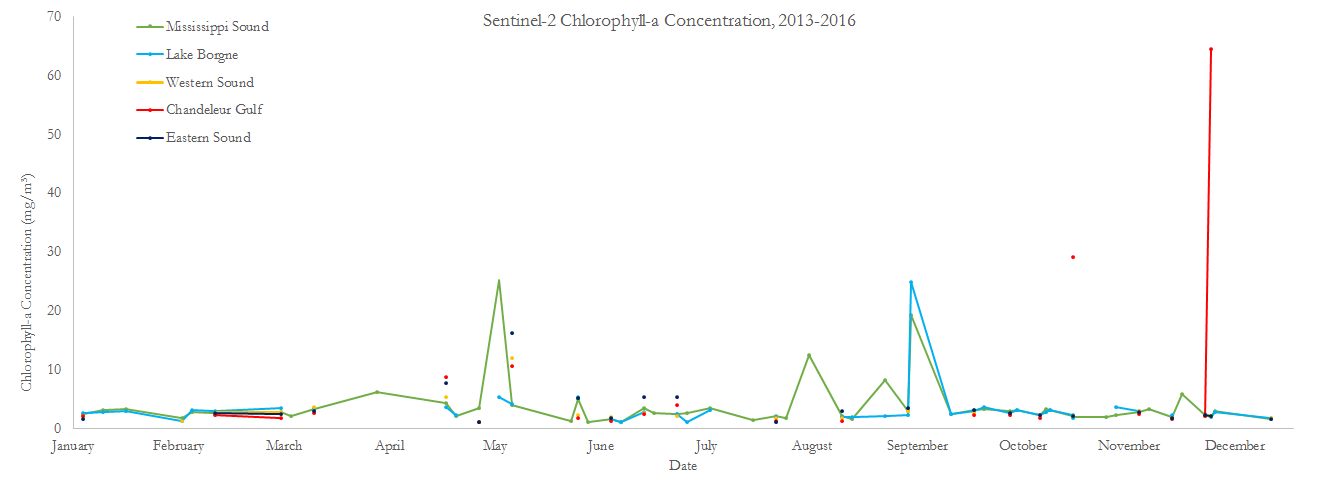 Sentinel-2 Chlorophyll-a Concentration, 2013-2016
Mississippi Sound
Lake Borgne
Western Sound
Chandeleur Gulf
Eastern Sound
Chlorophyll-a Concentration (mg/m³)
70
60
50
40
30
20
10
0
January February March April May June July August September October November December
Date